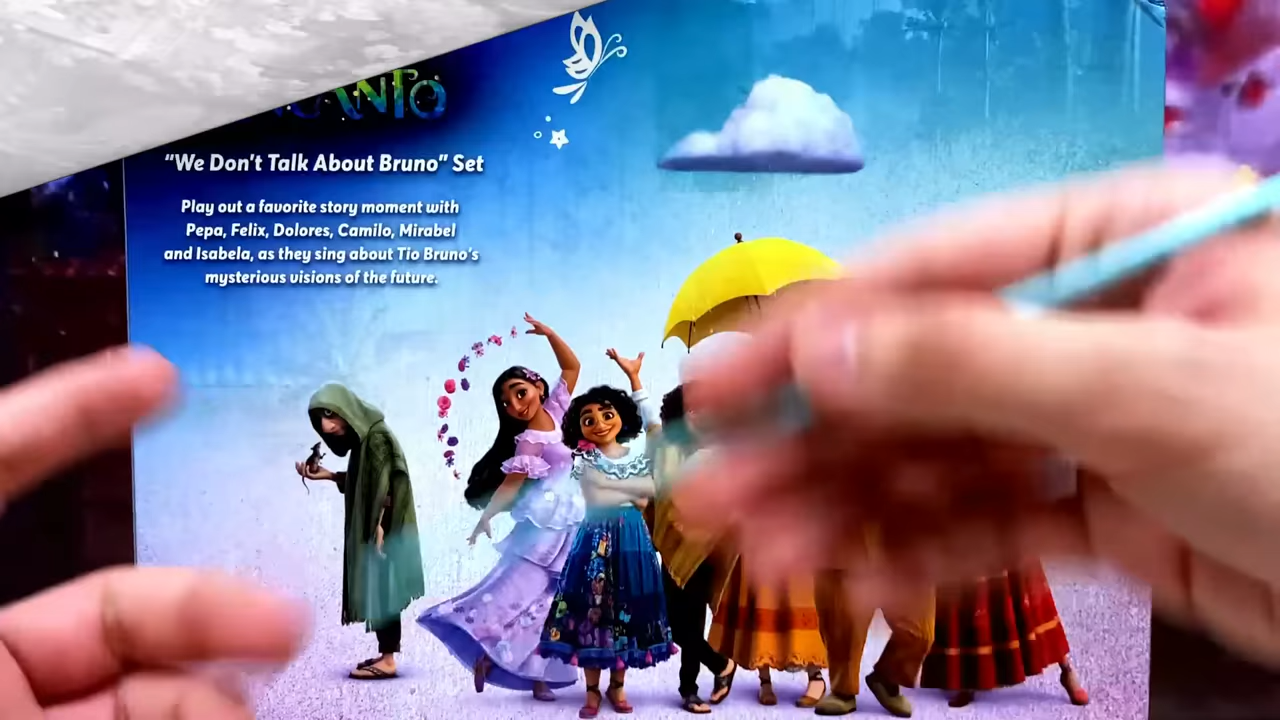 "We Don't Talk About Bruno" Set
Play out a favorite story moment with
Pepa, Felix, Dolores, Camilo, Mirabel
and Isabela, as they sing about Tio Bruno's
mysterious visions of the future.